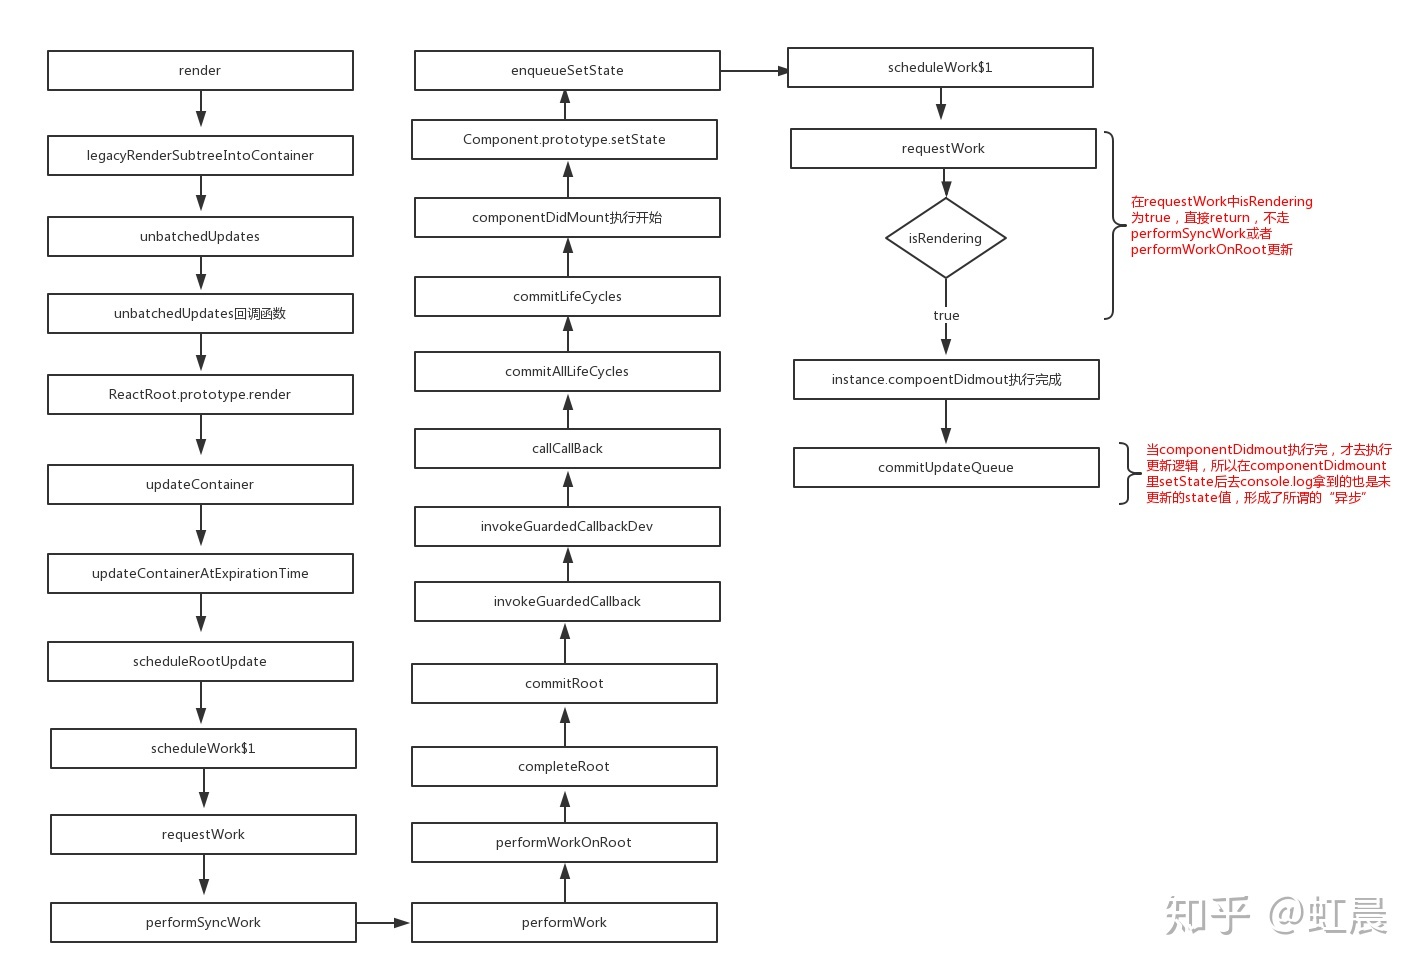 render
legacyRenderSubtreeIntoContainer
unbatchedUpdates
unbatchedUpdates回调函数
ReactRoot.prototype.render
updateContainer
updateContainerAtExpirationTime
scheduleRootUpdate
scheduleWork$1
requestWork
performSyncWork
performWork
performWorkOnRoot
completeRoot
commitRoot
invokeGuardedCallback
invokeGuardedCallbackDev
callCallBack
commitAllLifeCycles
commitLifeCycles
componentDidMount执行开始
Component.prototype.setState
enqueueSetState
scheduleWork$1
requestWork
isRendering
true
在requestWork中isRendering
为true，直接return，不走
performSyncWork或者
performWorkOnRoot更新
instance.compoentDidmout执行完成
commitUpdateQueue
当componentDidmout执行完，才去执行
更新逻辑，所以在componentDidmount
里setState后去console.log拿到的也是未
更新的state值，形成了所谓的“异步”
知乎 @虹晨